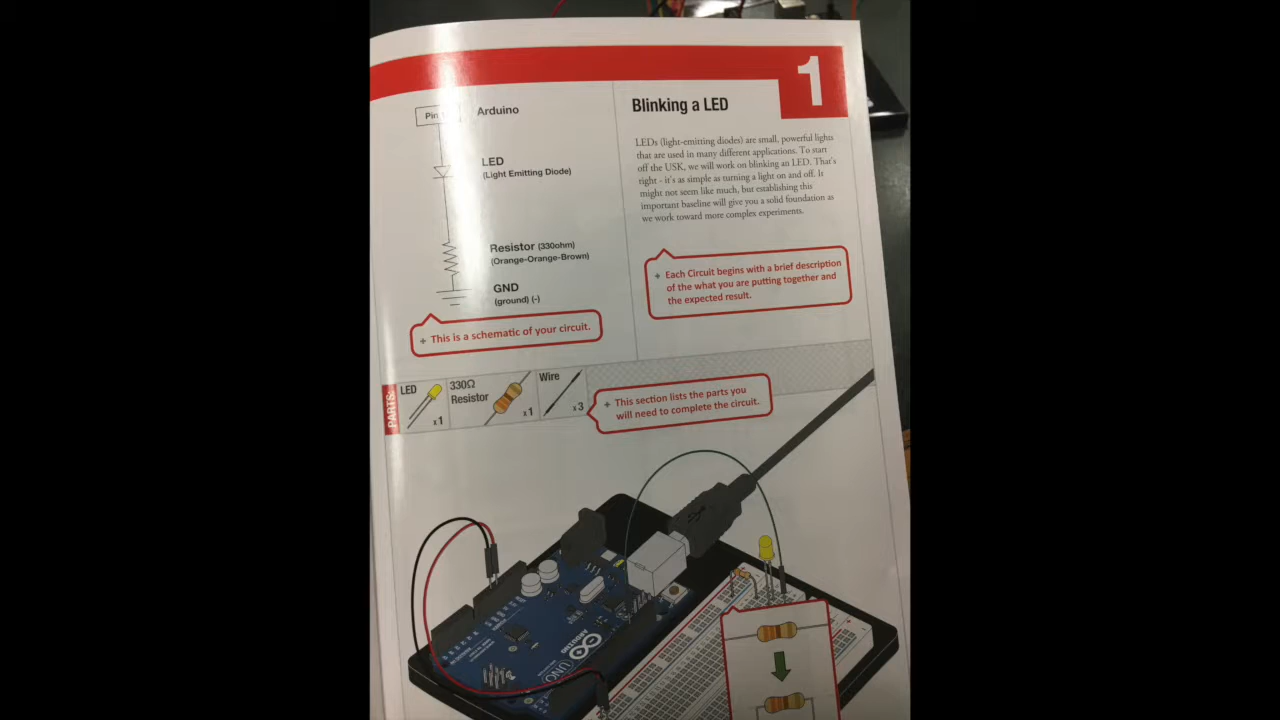 1
Pin
Arduino
LED
(Light Emitting Diode)
Resistor (330ohm)
(Orange-Orange-Brown)
GND
(ground) (-)
+ This is a schematic of your circuit.
Blinking a LED
LEDs (light-emitting diodes) are small, powerful lights
that are used in many different applications. To start
off the USK, we will work on blinking an LED. That's
right - it's as simple as turning a light on and off. It
might not seem like much, but establishing this
important baseline will give you a solid foundation as
we work toward more complex experiments.
+ Each Circuit begins with a brief description
of the what you are putting together and
the expected result.
PARTS:
LED
x1
330Ω
Resistor
x1
Wire
x3
+ This section lists the parts you
will need to complete the circuit.
ARDUINO
UNO